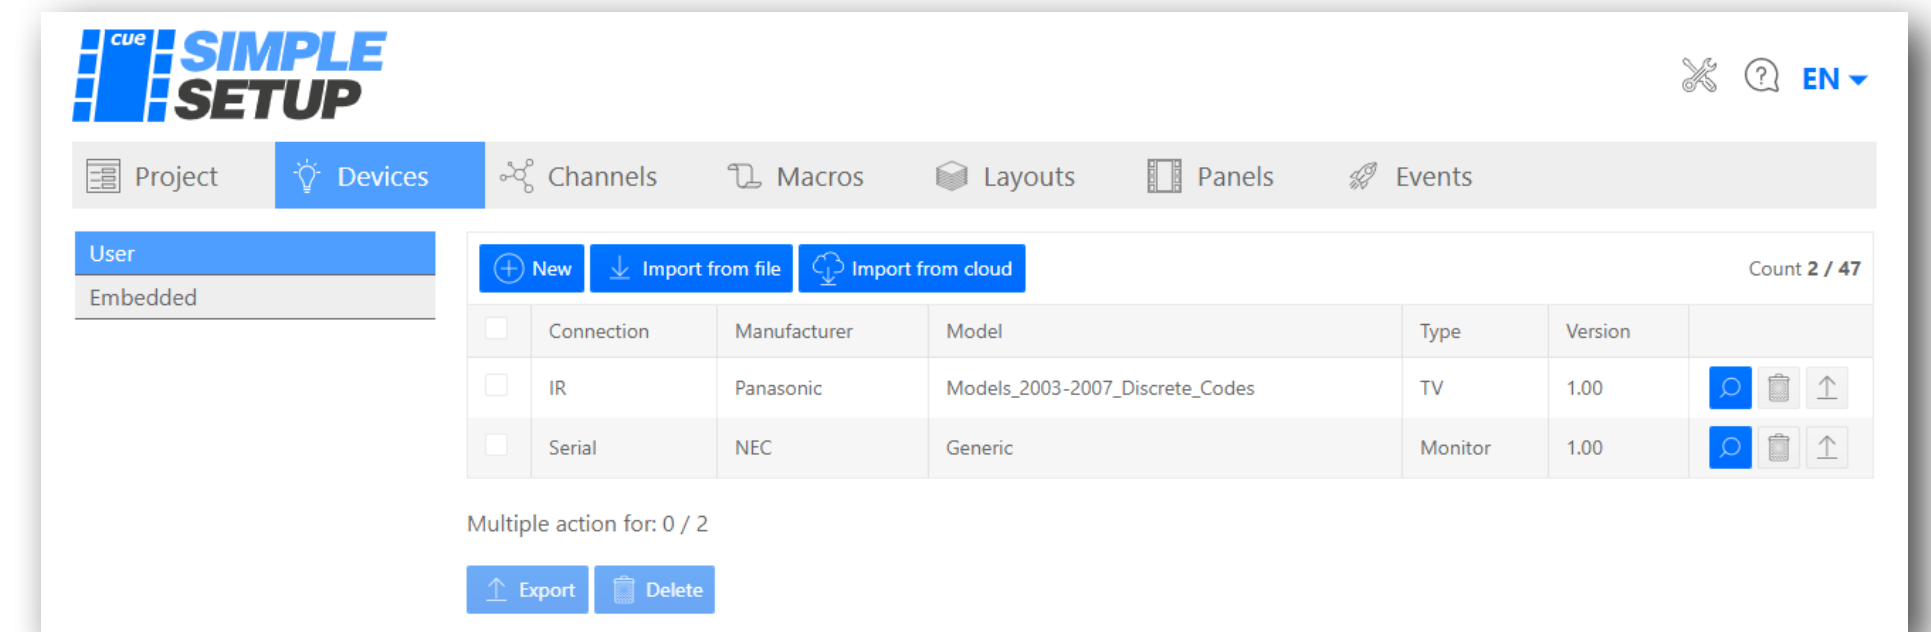 cue SIMPLE
SETUP
EN
Project Devices Channels Macros Layouts Panels Events
User
Embedded
New Import from file Import from cloud Count 2 / 47
Connection Manufacturer Model Type Version
IR Panasonic Models_2003-2007_Discrete_Codes TV 1.00
Serial NEC Generic Monitor 1.00
Multiple action for: 0 / 2
Export Delete